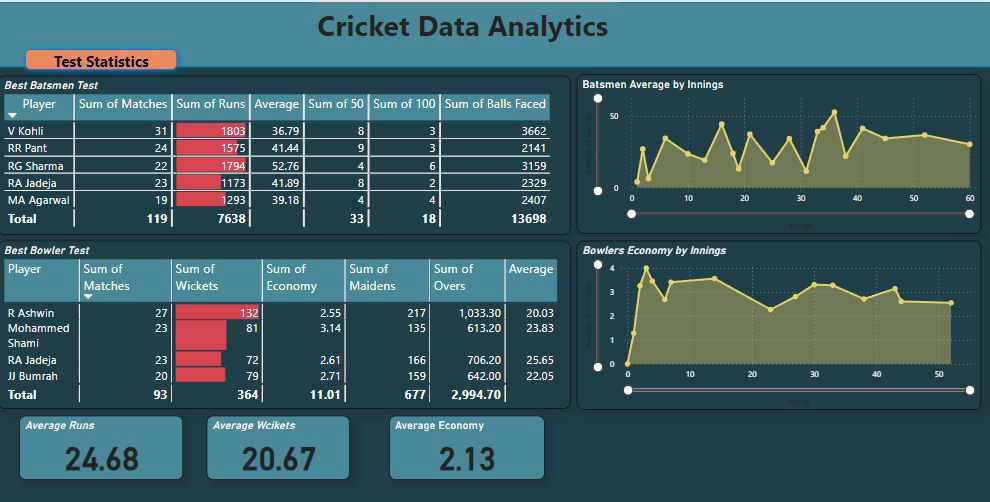 Cricket Data Analytics
Test Statistics
Best Batsmen Test
Player Sum of Matches Sum of Runs Average Sum of 50 Sum of 100 Sum of Balls Faced
V Kohli 31 1803 36.79 8 3 3662
RR Pant 24 1575 41.44 9 3 2141
RG Sharma 22 1794 52.76 4 6 3159
RA Jadeja 23 1173 41.89 8 2 2329
MA Agarwal 19 1293 39.18 4 4 2407
Total 119 7638 33 18 13698
Batsmen Average by Innings
50
0
0 10 20 30 40 50 60
Best Bowler Test
Player Sum of Matches Sum of Wickets Sum of Economy Sum of Maidens Sum of Overs Average
R Ashwin 27 132 2.55 217 1,033.30 20.03
Mohammed Shami 23 81 3.14 135 613.20 23.83
RA Jadeja 23 72 2.61 166 706.20 25.65
JJ Bumrah 20 79 2.71 159 642.00 22.05
Total 93 364 11.01 677 2,994.70
Bowlers Economy by Innings
4
3
2
1
0
0 10 20 30 40 50
Average Runs
24.68
Average Wcikets
20.67
Average Economy
2.13